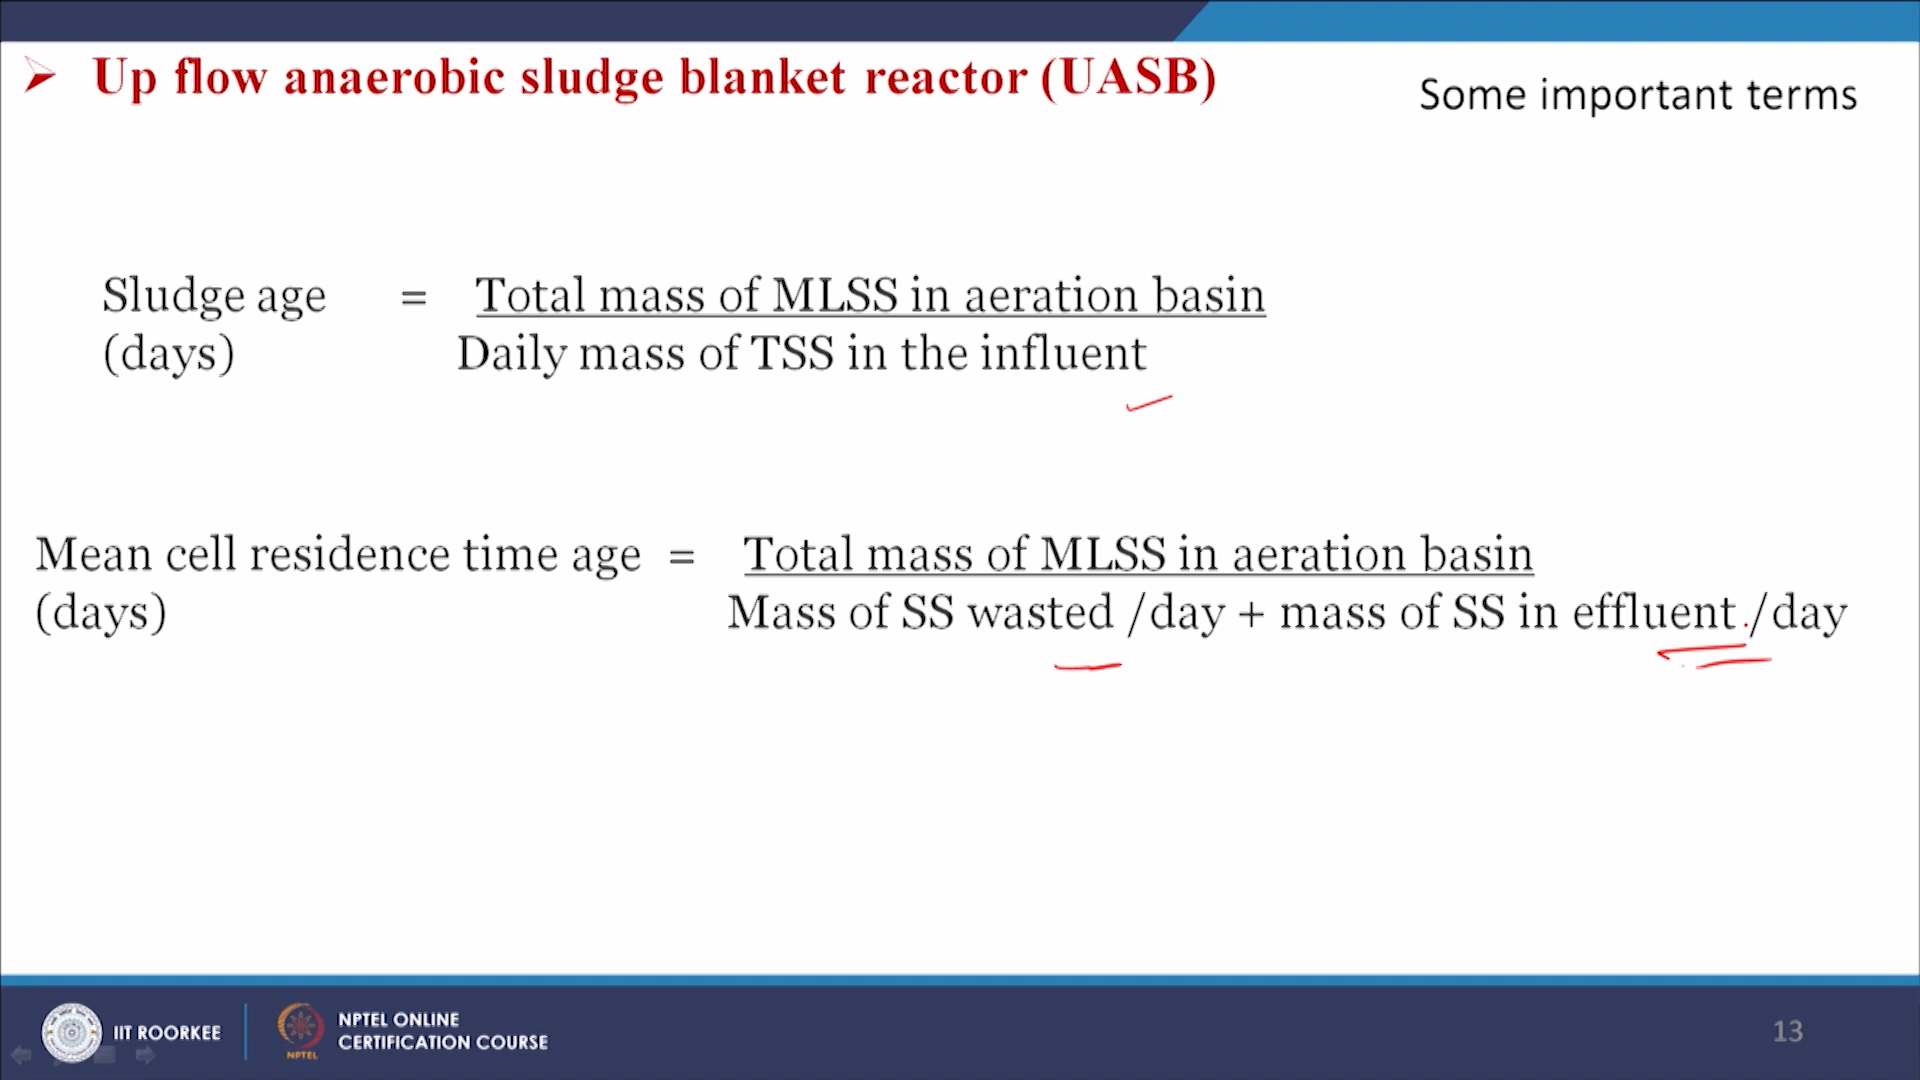 Up flow anaerobic sludge blanket reactor (UASB)
Some important terms
Sludge age = Total mass of MLSS in aeration basin
(days) Daily mass of TSS in the influent
Mean cell residence time age = Total mass of MLSS in aeration basin
(days) Mass of SS wasted /day + mass of SS in effluent /day
IIT ROORKEE
NPTEL
NPTEL ONLINE
CERTIFICATION COURSE
13